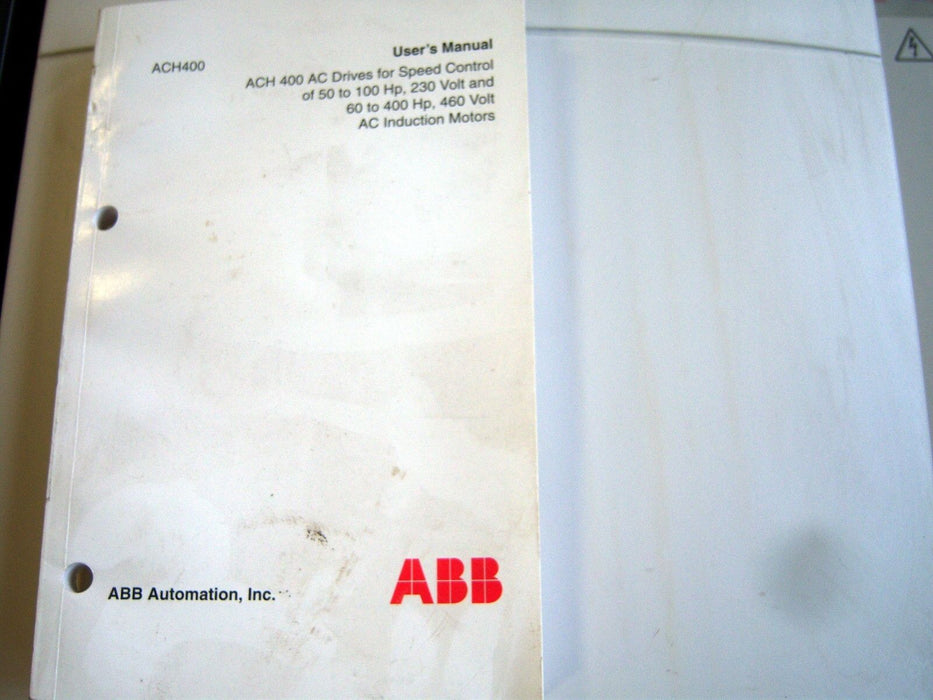 ACH400
User's Manual
ACH 400 AC Drives for Speed Control
of 50 to 100 Hp, 230 Volt and
60 to 400 Hp, 460 Volt
AC Induction Motors
ABB Automation, Inc.
ABB